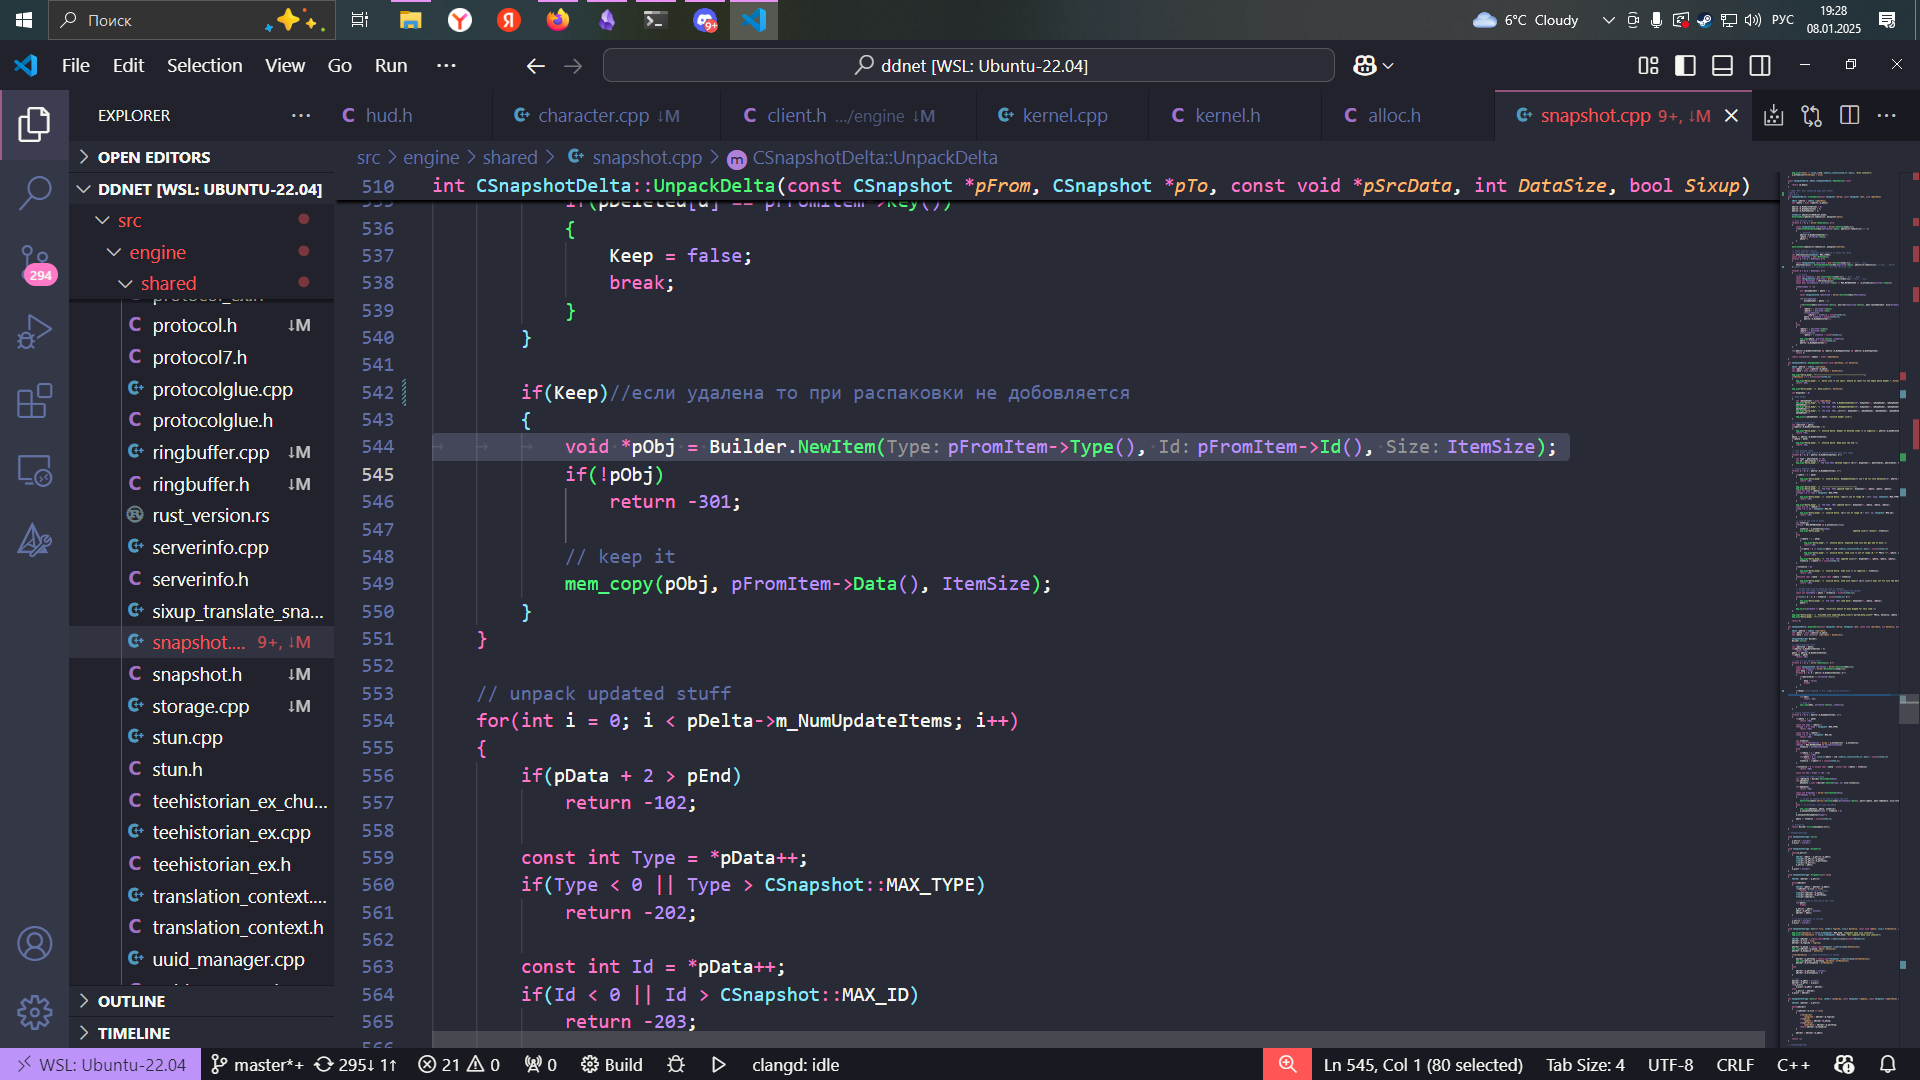 Поиск
9+
6°C Cloudy
РУС
19:28
08.01.2025
File Edit Selection View Go Run ···
ddnet [WSL: Ubuntu-22.04]
EXPLORER
hud.h
character.cpp ↓M
client.h .../engine ↓M
kernel.cpp
kernel.h
alloc.h
snapshot.cpp 9+, ↓M
OPEN EDITORS
DDNET [WSL: UBUNTU-22.04]
src
engine
shared
protocol.h ↓M
protocol7.h
protocolglue.cpp
protocolglue.h
ringbuffer.cpp ↓M
ringbuffer.h ↓M
rust_version.rs
serverinfo.cpp
serverinfo.h
sixup_translate_sna...
snapshot.... 9+, ↓M
snapshot.h ↓M
storage.cpp ↓M
stun.cpp
stun.h
teehistorian_ex_chu...
teehistorian_ex.cpp
teehistorian_ex.h
translation_context....
translation_context.h
uuid_manager.cpp
OUTLINE
TIMELINE
294
src > engine > shared > snapshot.cpp > CSnapshotDelta::UnpackDelta
510 int CSnapshotDelta::UnpackDelta(const CSnapshot *pFrom, CSnapshot *pTo, const void *pSrcData, int DataSize, bool Sixup)
535 if(pDeleted[d] == pFromItem->Key())
536 {
537 Keep = false;
538 break;
539 }
540 }
541
542 if(Keep)//если удалена то при распаковки не добовляется
543 {
544 void *pObj = Builder.NewItem(Type: pFromItem->Type(), Id: pFromItem->Id(), Size: ItemSize);
545 if(!pObj)
546 return -301;
547
548 // keep it
549 mem_copy(pObj, pFromItem->Data(), ItemSize);
550 }
551 }
552
553 // unpack updated stuff
554 for(int i = 0; i < pDelta->m_NumUpdateItems; i++)
555 {
556 if(pData + 2 > pEnd)
557 return -102;
558
559 const int Type = *pData++;
560 if(Type < 0 || Type > CSnapshot::MAX_TYPE)
561 return -202;
562
563 const int Id = *pData++;
564 if(Id < 0 || Id > CSnapshot::MAX_ID)
565 return -203;
WSL: Ubuntu-22.04 master*+ 295↓ 1↑ 21 0 0 Build clangd: idle
Ln 545, Col 1 (80 selected) Tab Size: 4 UTF-8 CRLF C++